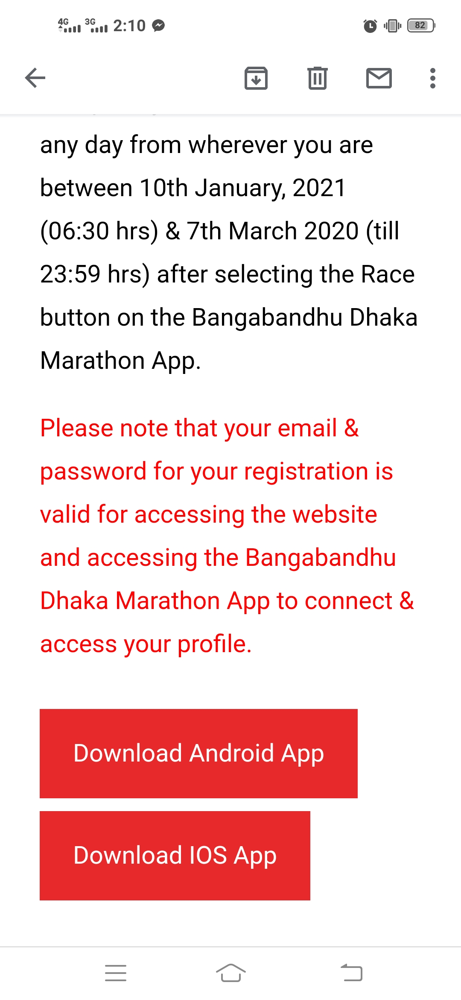 4G 3G 2:10 82
any day from wherever you are
between 10th January, 2021
(06:30 hrs) & 7th March 2020 (till
23:59 hrs) after selecting the Race
button on the Bangabandhu Dhaka
Marathon App.
Please note that your email &
password for your registration is
valid for accessing the website
and accessing the Bangabandhu
Dhaka Marathon App to connect &
access your profile.
Download Android App
Download IOS App